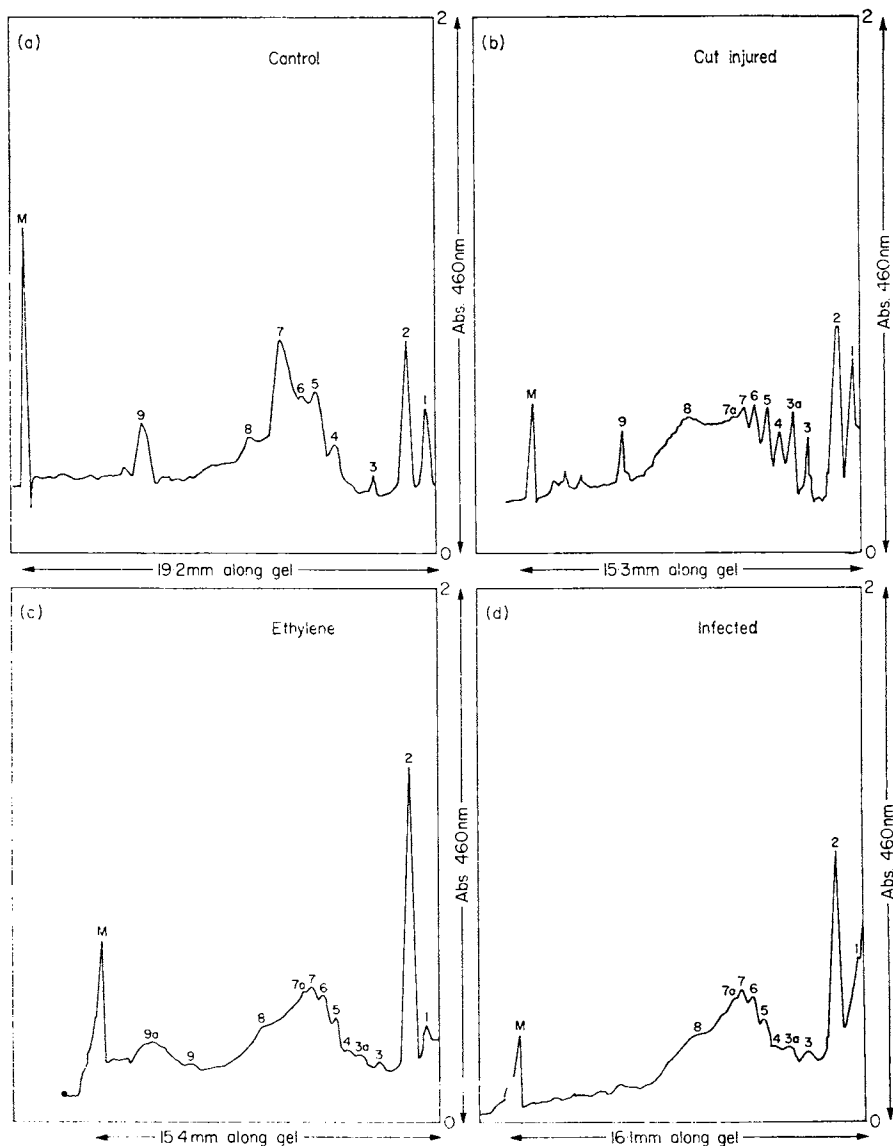 (a)
Control
2
M
7
2
6
5
9
8
1
4
3
Abs. 460nm
0
19.2mm along gel
(b)
Cut injured
2
2
1
M
9
8
7a
7
6
5
4
3a
3
Abs. 460nm
0
15.3mm along gel
(c)
Ethylene
2
2
M
9a
9
8
7a
7
6
5
4
3a
3
1
Abs. 460nm
0
15.4mm along gel
(d)
Infected
2
2
1
M
8
7a
7
6
5
4
3a
3
Abs. 460nm
0
16.1mm along gel